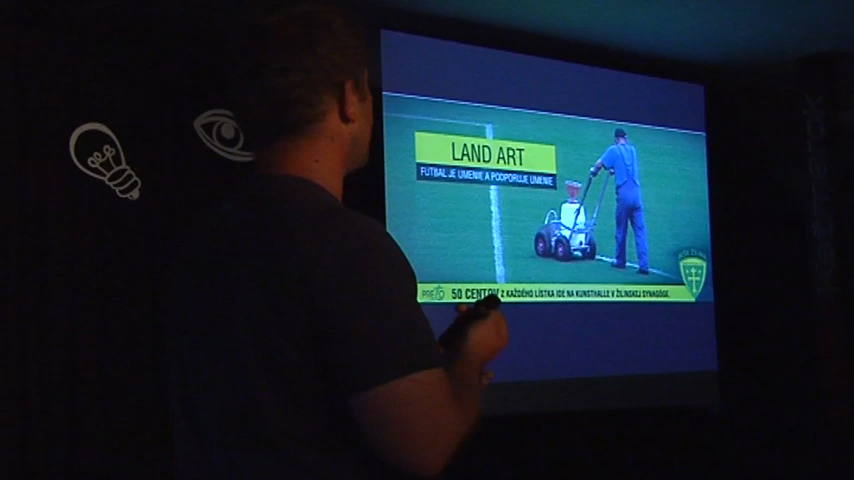 LAND ART
FUTBAL JE UMENIE A PODPORUJE UMENIE
50 CENTOV Z KAŽDÉHO LÍSTKA IDE NA KUNSTHALLE V ŽILINSKEJ SYNAGÓGE.